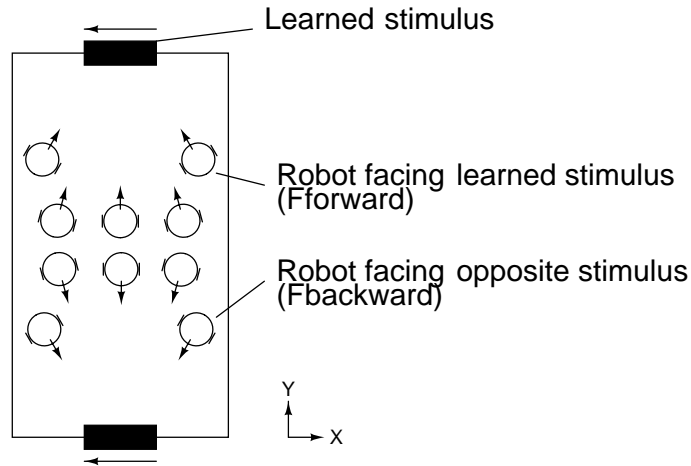 Learned stimulus
Robot facing learned stimulus
(Fforward)
Robot facing opposite stimulus
(Fbackward)
Y
X